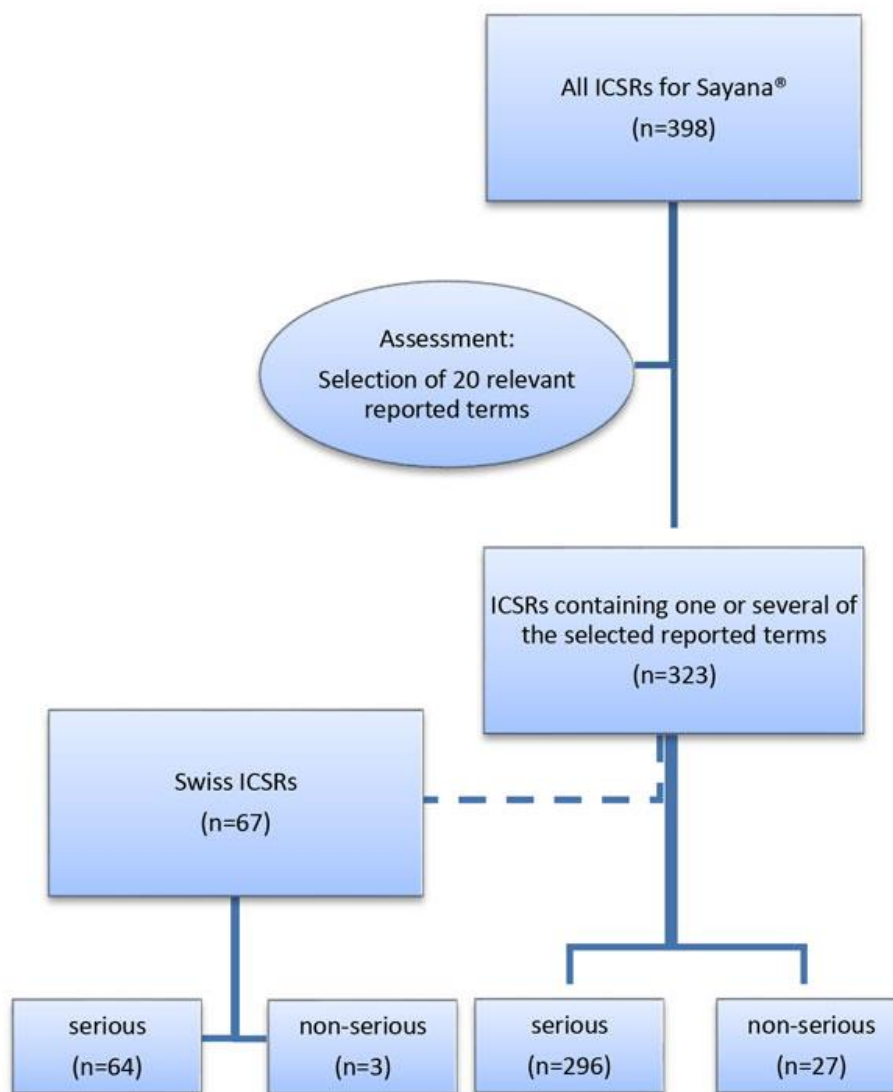 All ICSRs for Sayana®
(n=398)
Assessment:
Selection of 20 relevant
reported terms
ICSRs containing one or several of
the selected reported terms
(n=323)
Swiss ICSRs
(n=67)
serious
(n=64)
non-serious
(n=3)
serious
(n=296)
non-serious
(n=27)